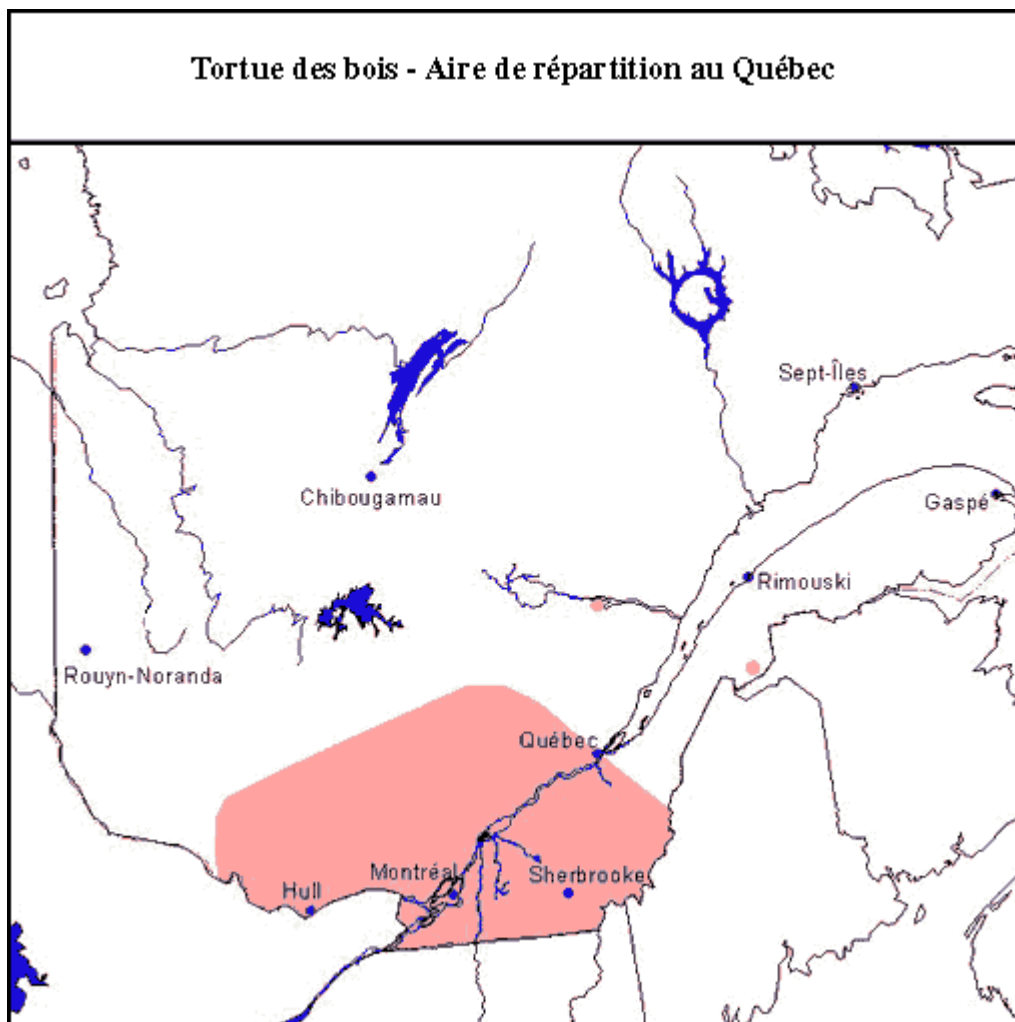 Tortue des bois - Aire de répartition au Québec
Sept-Îles
Chibougamau
Gaspé
Rimouski
Rouyn-Noranda
Québec
Montréal
Sherbrooke
Hull